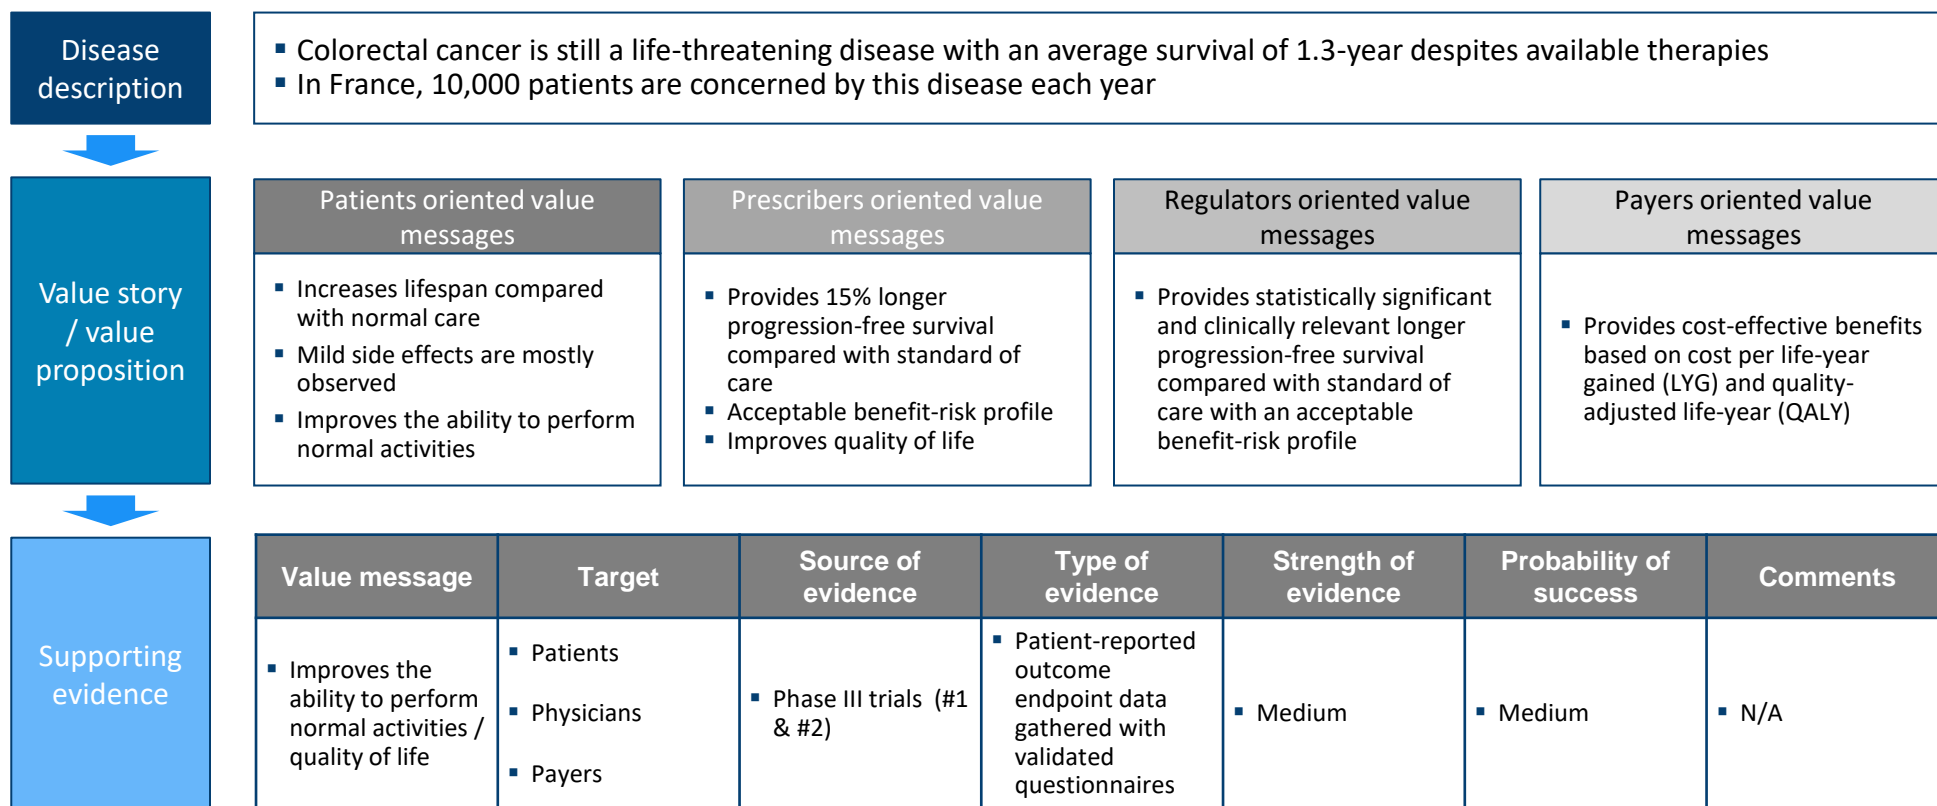 Disease
description
▪ Colorectal cancer is still a life-threatening disease with an average survival of 1.3-year despites available therapies
▪ In France, 10,000 patients are concerned by this disease each year
Value story
/ value
proposition
Patients oriented value
messages
▪ Increases lifespan compared
with normal care
▪ Mild side effects are mostly
observed
▪ Improves the ability to perform
normal activities
Prescribers oriented value
messages
▪ Provides 15% longer
progression-free survival
compared with standard of
care
▪ Acceptable benefit-risk profile
▪ Improves quality of life
Regulators oriented value
messages
▪ Provides statistically significant
and clinically relevant longer
progression-free survival
compared with standard of
care with an acceptable
benefit-risk profile
Payers oriented value
messages
▪ Provides cost-effective benefits
based on cost per life-year
gained (LYG) and quality-
adjusted life-year (QALY)
Supporting
evidence
Value message
Target
Source of
evidence
Type of
evidence
Strength of
evidence
Probability of
success
Comments
▪ Improves the
ability to perform
normal activities /
quality of life
▪ Patients
▪ Physicians
▪ Payers
▪ Phase III trials (#1
& #2)
▪ Patient-reported
outcome
endpoint data
gathered with
validated
questionnaires
▪ Medium
▪ Medium
▪ N/A